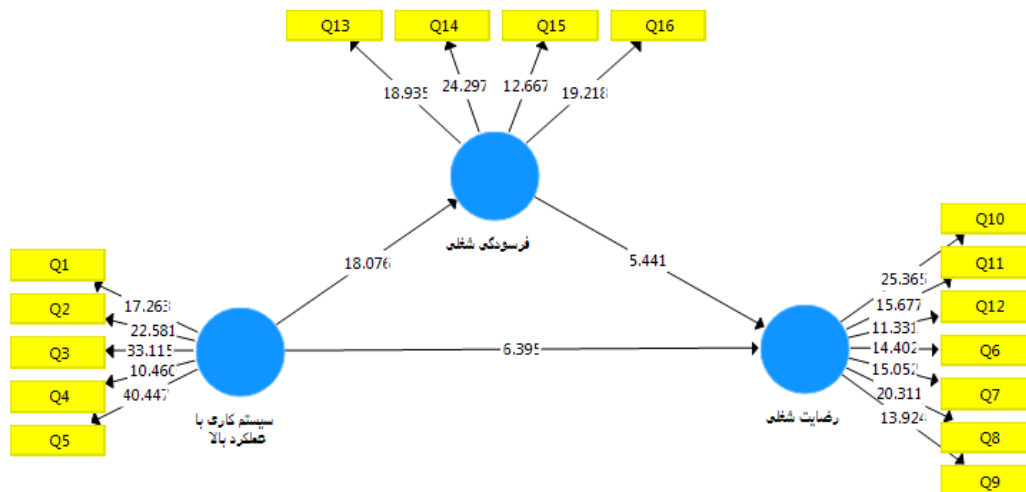 Q13
Q14
Q15
Q16
18.935
24.297
12.667
19.218
فرسودگی شغلی
18.076
5.441
6.395
Q1
Q2
Q3
Q4
Q5
17.263
22.581
33.115
10.460
40.447
سیستم کاری با
عملکرد بالا
رضایت شغلی
Q10
Q11
Q12
Q6
Q7
Q8
Q9
25.365
15.677
11.331
14.402
15.052
20.311
13.924